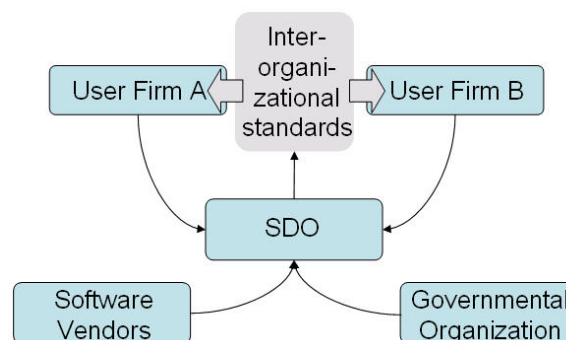 Inter-
organi-
zational
standards
User Firm A
User Firm B
SDO
Software
Vendors
Governmental
Organization